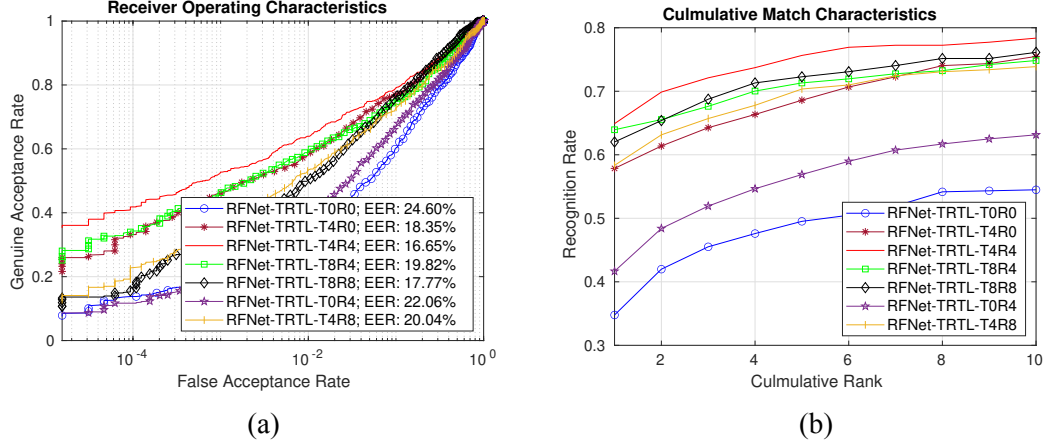 Receiver Operating Characteristics
Genuine Acceptance Rate
1
0.8
0.6
0.4
0.2
0
RFNet-TRTL-T0R0; EER: 24.60%
RFNet-TRTL-T4R0; EER: 18.35%
RFNet-TRTL-T4R4; EER: 16.65%
RFNet-TRTL-T8R4; EER: 19.82%
RFNet-TRTL-T8R8; EER: 17.77%
RFNet-TRTL-T0R4; EER: 22.06%
RFNet-TRTL-T4R8; EER: 20.04%
10^-4 10^-2 10^0
False Acceptance Rate
(a)
Culmulative Match Characteristics
Recognition Rate
0.8
0.7
0.6
0.5
0.4
0.3
RFNet-TRTL-T0R0
RFNet-TRTL-T4R0
RFNet-TRTL-T4R4
RFNet-TRTL-T8R4
RFNet-TRTL-T8R8
RFNet-TRTL-T0R4
RFNet-TRTL-T4R8
2 4 6 8 10
Culmulative Rank
(b)